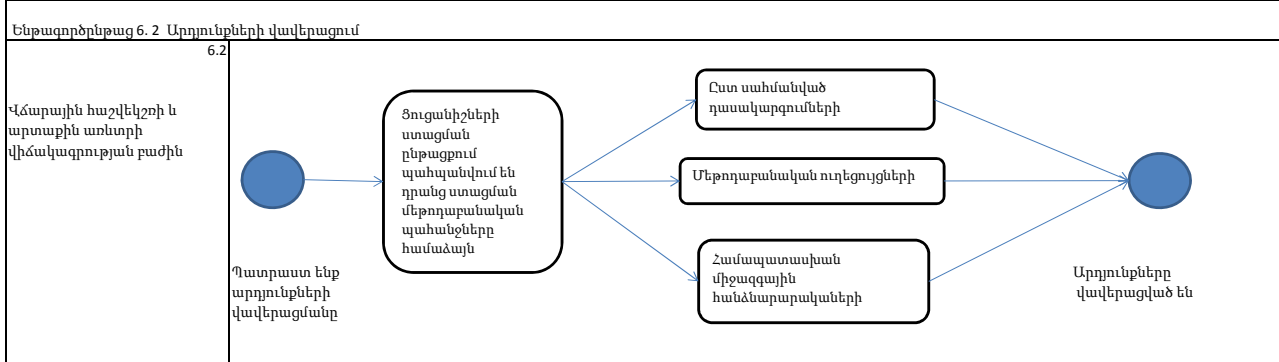 Ենթագործընթաց 6. 2 Արդյունքների վավերացում
6.2
Վճարային հաշվեկշռի և
արտաքին առևտրի
վիճակագրության բաժին
Պատրաստ ենք
արդյունքների
վավերացմանը
Ցուցանիշների
ստացման
ընթացքում
պահպանվում են
դրանց ստացման
մեթոդաբանական
պահանջները
համաձայն
Ըստ սահմանված
դասակարգումների
Մեթոդաբանական ուղեցույցների
Համապատասխան
միջազգային
հանձնարարակաների
Արդյունքները
վավերացված են